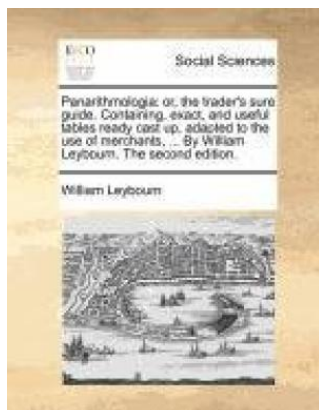 ECCO
Social Sciences
Panarithmologia: or, the trader's sure
guide. Containing, exact, and useful
tables ready cast up, adapted to the
use of merchants, ... By William
Leybourn. The second edition.
William Leybourn